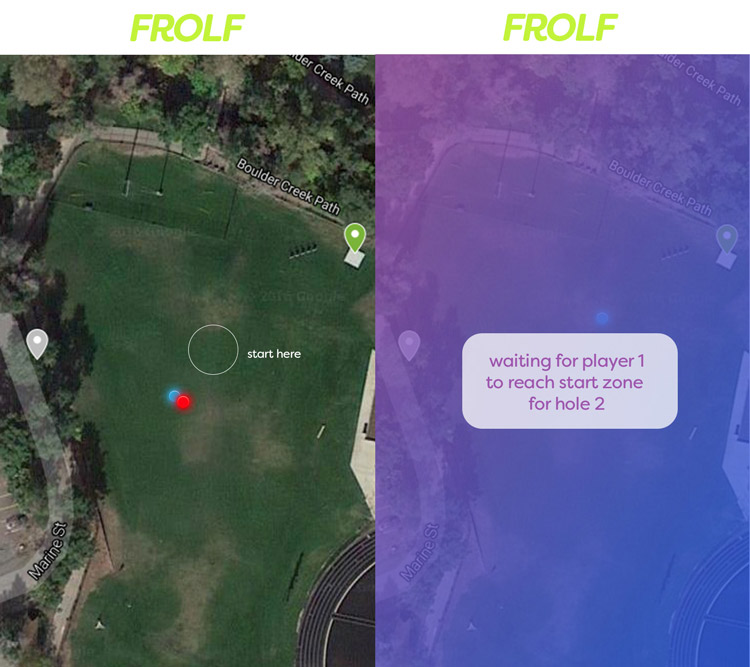 FROLF
Boulder Creek Path
Boulder Creek Path
start here
Marine St
FROLF
Boulder Creek Path
Boulder Creek Path
waiting for player 1
to reach start zone
for hole 2
Marine St